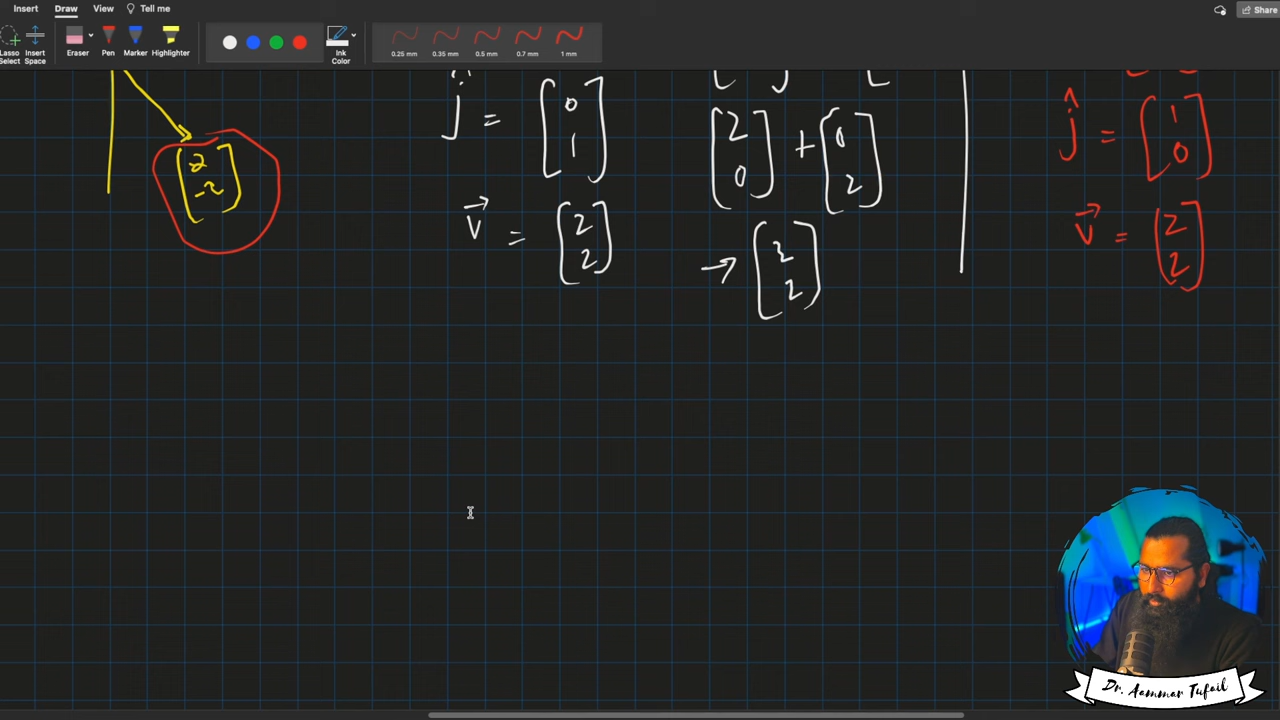 Insert Draw View Tell me
Share
Lasso Select
Insert Space
Eraser
Pen
Marker
Highlighter
Ink Color
0.25 mm
0.35 mm
0.5 mm
0.7 mm
1 mm
[2 -2]
ĵ = [0 1]
v⃗ = [2 2]
[2 0] + [0 2]
→ [2 2]
ĵ = [1 0]
v⃗ = [2 2]
Dr. Aammar Tufail